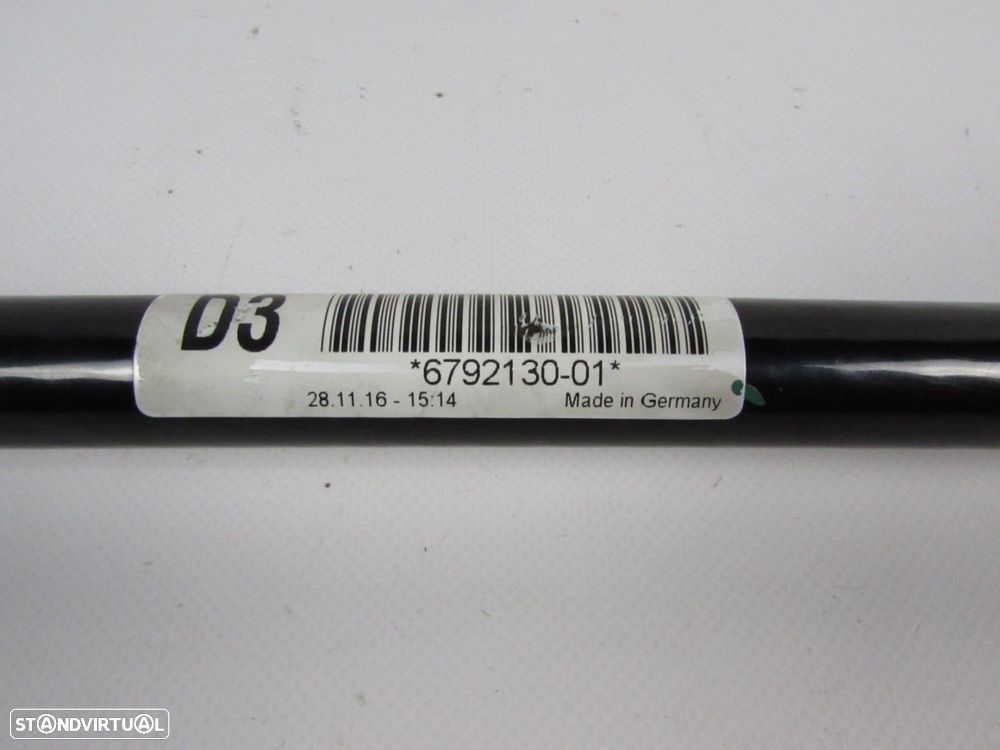 D3
*6792130-01*
28.11.16 - 15:14 Made in Germany
STANDVIRTUAL